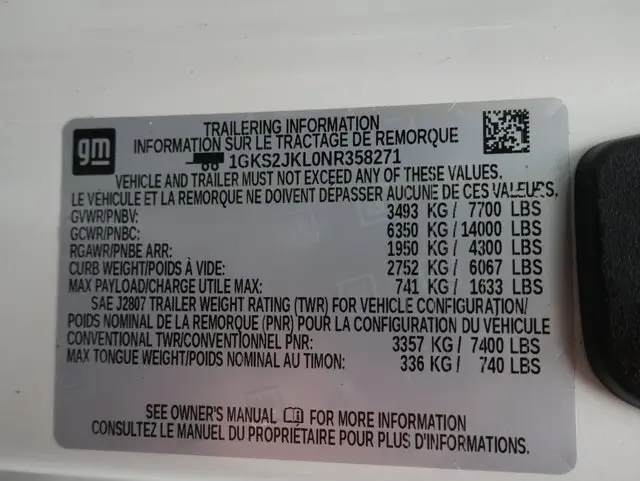 gm
TRAILERING INFORMATION
INFORMATION SUR LE TRACTAGE DE REMORQUE
1GKS2JKL0NR358271
VEHICLE AND TRAILER MUST NOT EXCEED ANY OF THESE VALUES.
LE VÉHICULE ET LA REMORQUE NE DOIVENT DÉPASSER AUCUNE DE CES VALEURS.
GVWR/PNBV: 3493 KG / 7700 LBS
GCWR/PNBC: 6350 KG / 14000 LBS
RGAWR/PNBE ARR: 1950 KG / 4300 LBS
CURB WEIGHT/POIDS À VIDE: 2752 KG / 6067 LBS
MAX PAYLOAD/CHARGE UTILE MAX: 741 KG / 1633 LBS
SAE J2807 TRAILER WEIGHT RATING (TWR) FOR VEHICLE CONFIGURATION/
POIDS NOMINAL DE LA REMORQUE (PNR) POUR LA CONFIGURATION DU VÉHICULE
CONVENTIONAL TWR/CONVENTIONNEL PNR: 3357 KG / 7400 LBS
MAX TONGUE WEIGHT/POIDS NOMINAL AU TIMON: 336 KG / 740 LBS
SEE OWNER'S MANUAL FOR MORE INFORMATION
CONSULTEZ LE MANUEL DU PROPRIÉTAIRE POUR PLUS D'INFORMATIONS.